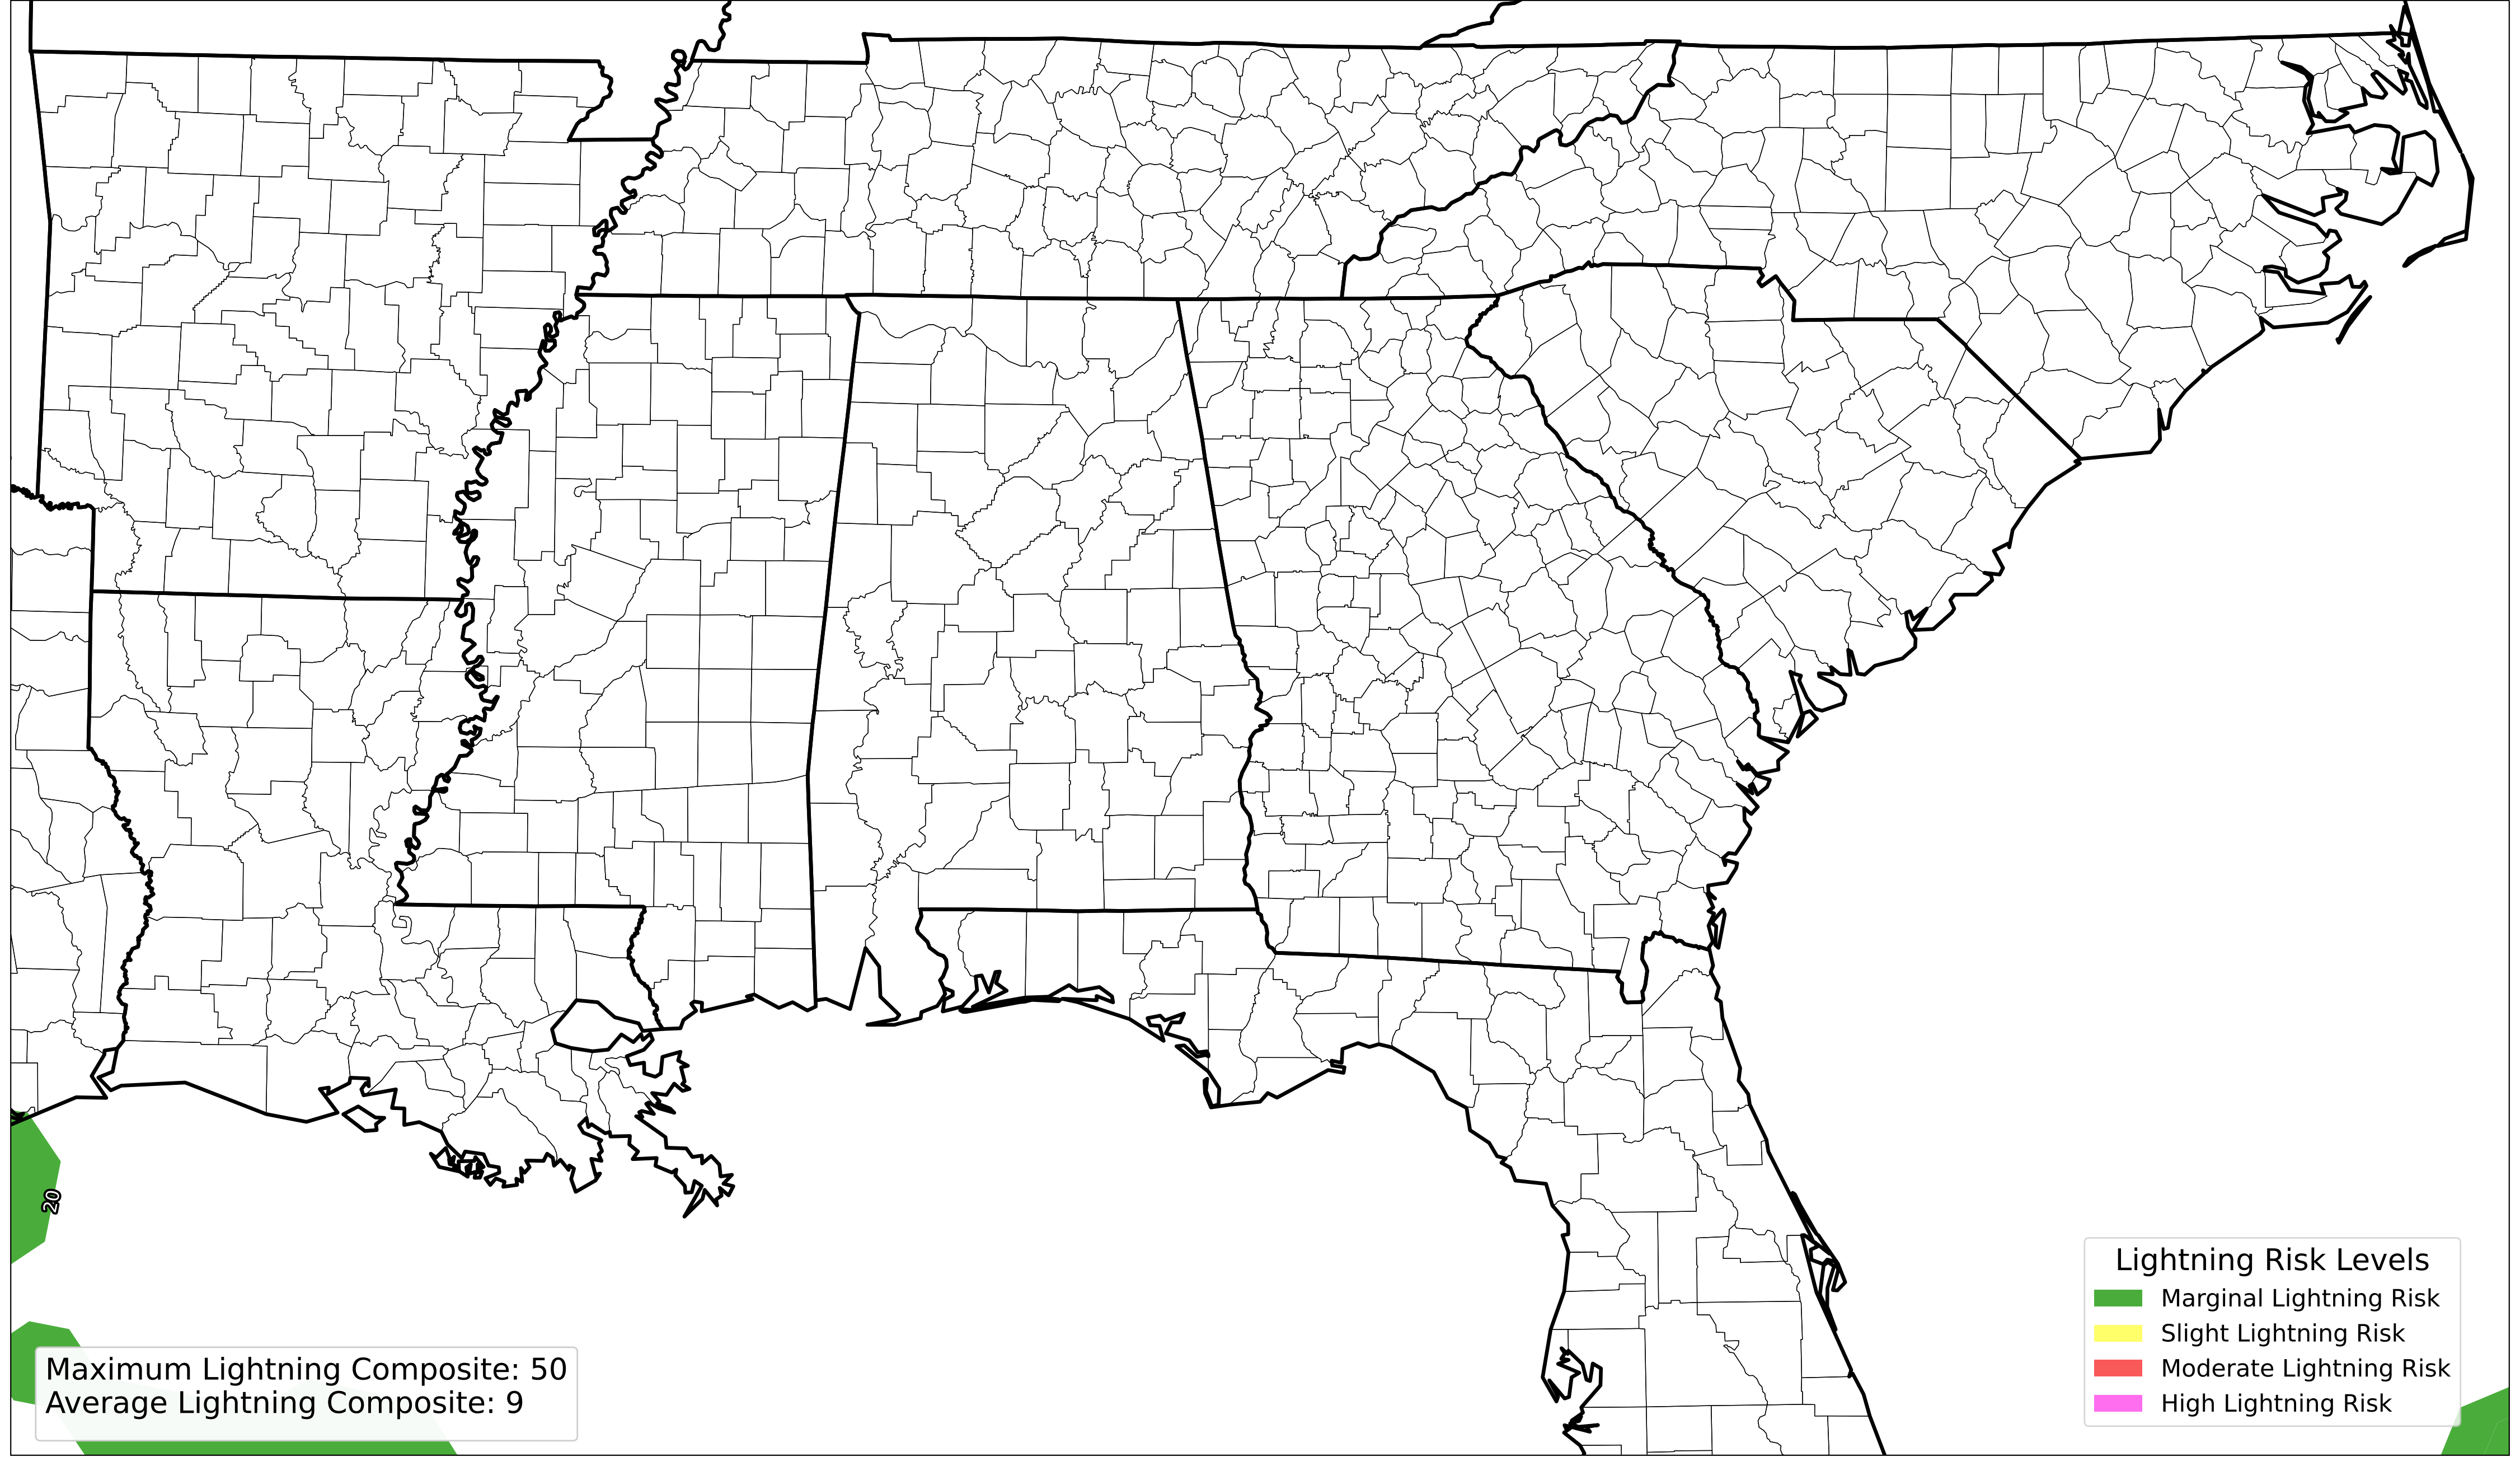 20
Maximum Lightning Composite: 50
Average Lightning Composite: 9
Lightning Risk Levels
Marginal Lightning Risk
Slight Lightning Risk
Moderate Lightning Risk
High Lightning Risk